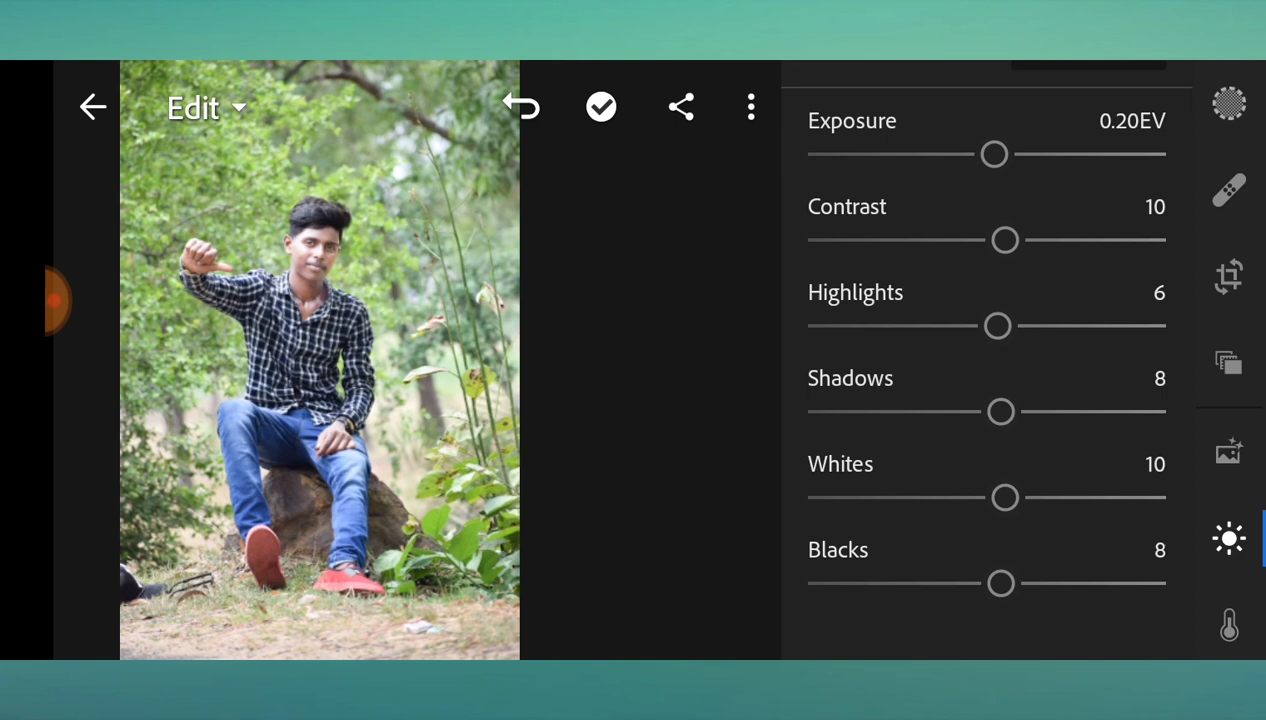 Edit
Exposure 0.20EV
Contrast 10
Highlights 6
Shadows 8
Whites 10
Blacks 8